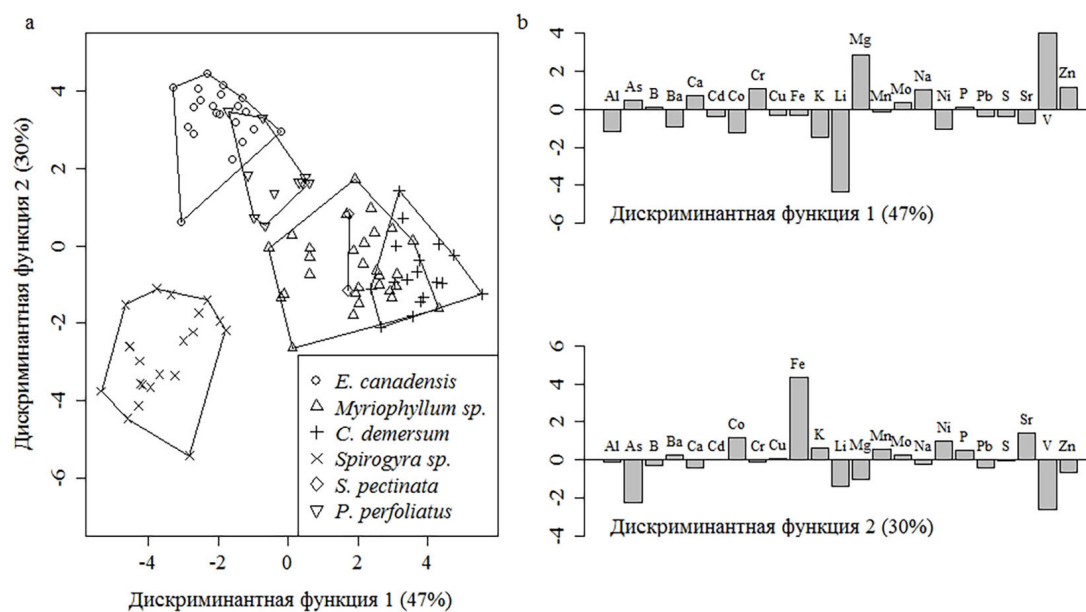 a
4
2
0
-2
-4
-6
-4
-2
0
2
4
Дискриминантная функция 2 (30%)
Дискриминантная функция 1 (47%)
E. canadensis
Myriophyllum sp.
C. demersum
Spirogyra sp.
S. pectinata
P. perfoliatus
b
4
2
0
-2
-4
-6
Al As B Ba Ca Cd Co Cr Cu Fe K Li Mg Mn Mo Na Ni P Pb S Sr V Zn
Дискриминантная функция 1 (47%)
6
4
2
0
-2
-4
Al As B Ba Ca Cd Co Cr Cu Fe K Li Mg Mn Mo Na Ni P Pb S Sr V Zn
Дискриминантная функция 2 (30%)